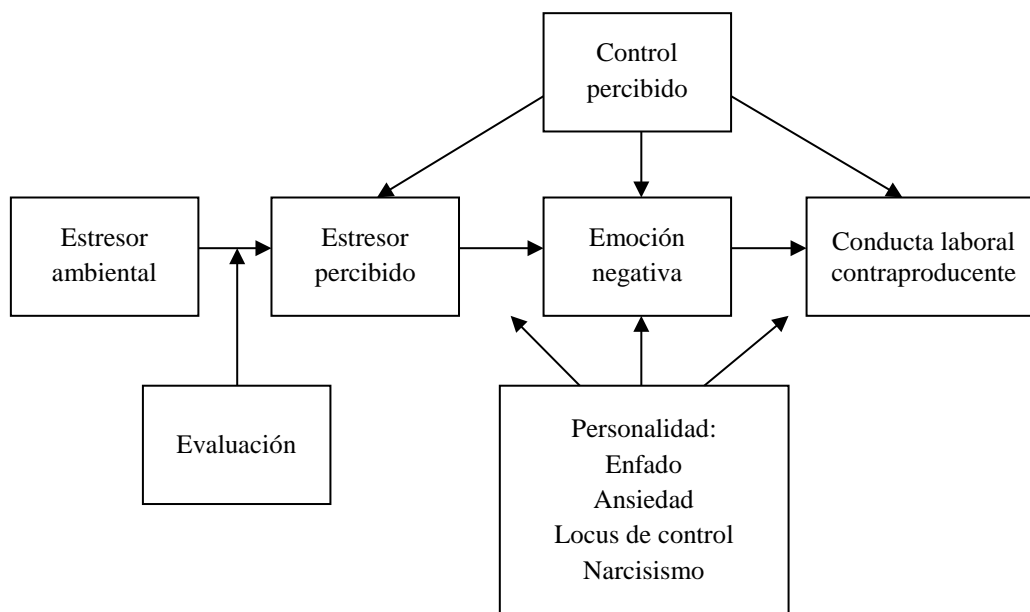 Control
percibido
Estresor
ambiental
Estresor
percibido
Emoción
negativa
Conducta laboral
contraproducente
Evaluación
Personalidad:
Enfado
Ansiedad
Locus de control
Narcisismo